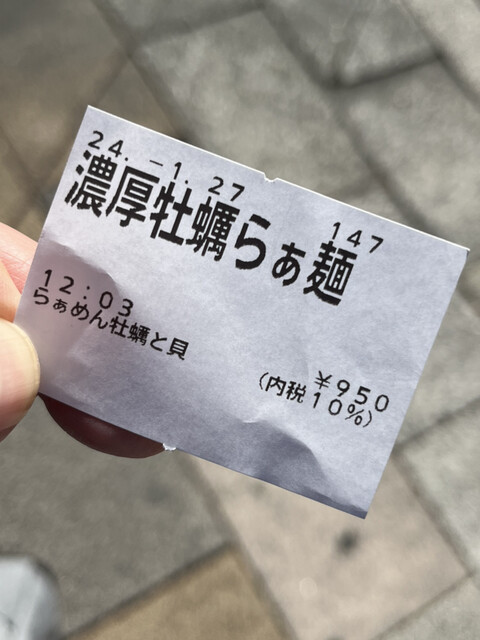 24.-1.27 147
濃厚牡蠣らぁ麺
12:03
らぁめん牡蠣と貝
¥950
(内税10%)